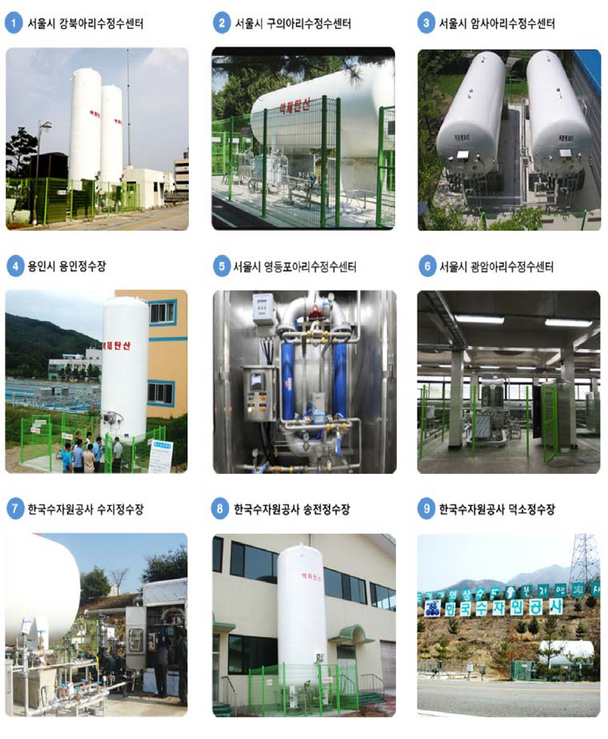 1 서울시 강북아리수정수센터
2 서울시 구의아리수정수센터
3 서울시 암사아리수정수센터
액체탄산
4 용인시 용인정수장
5 서울시 영등포아리수정수센터
6 서울시 광암아리수정수센터
액체탄산
7 한국수자원공사 수지정수장
8 한국수자원공사 송전정수장
9 한국수자원공사 덕소정수장
액화탄산
한국수자원공사